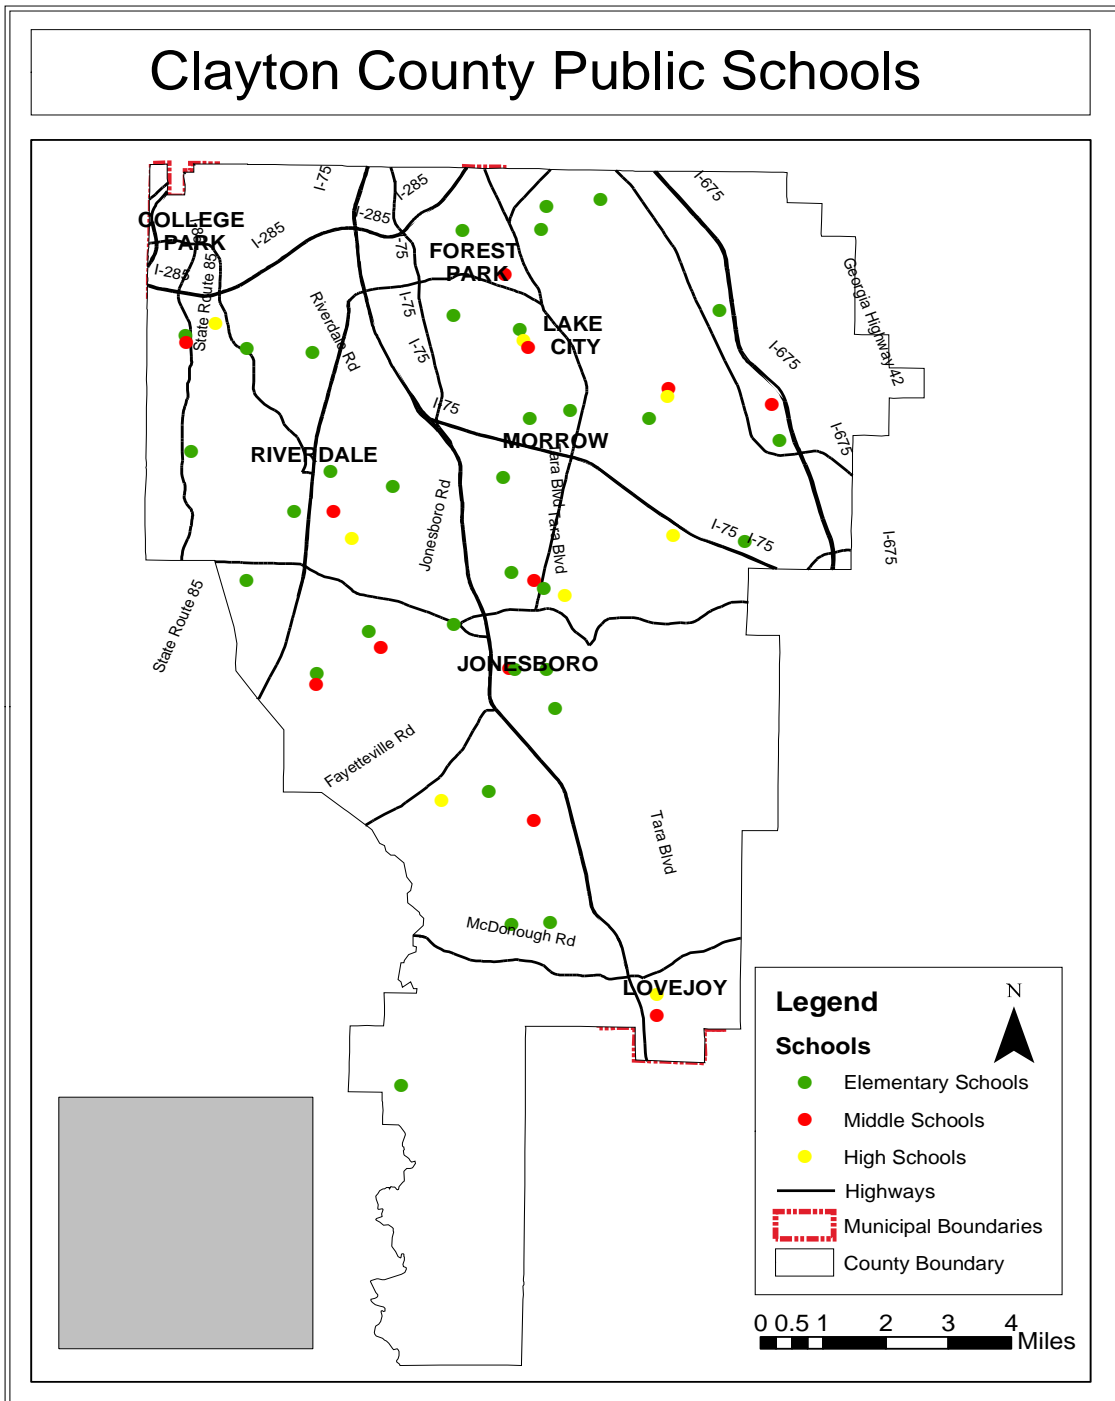 Clayton County Public Schools
I-75
I-285
I-675
I-285
COLLEGE
PARK
I-285
I-75
FOREST
PARK
I-285
State Route 85
Georgia Highway 42
I-75
Riverdale Rd
LAKE
CITY
I-75
I-675
I-75
MORROW
I-675
RIVERDALE
Tara Blvd
Jonesboro Rd
Tara Blvd
I-75
I-75
I-675
State Route 85
JONESBORO
Fayetteville Rd
Tara Blvd
McDonough Rd
LOVEJOY
Legend
N
Schools
Elementary Schools
Middle Schools
High Schools
Highways
Municipal Boundaries
County Boundary
0 0.5 1 2 3 4
Miles